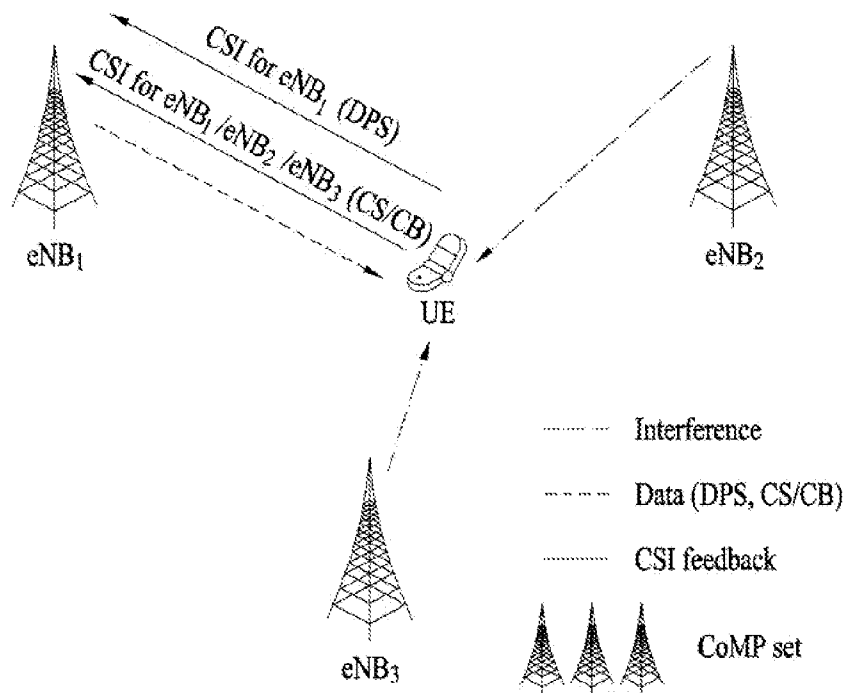 CSI for eNB1 (DPS)
CSI for eNB1 /eNB2 /eNB3 (CS/CB)
eNB1
eNB2
UE
Interference
Data (DPS, CS/CB)
CSI feedback
eNB3
CoMP set